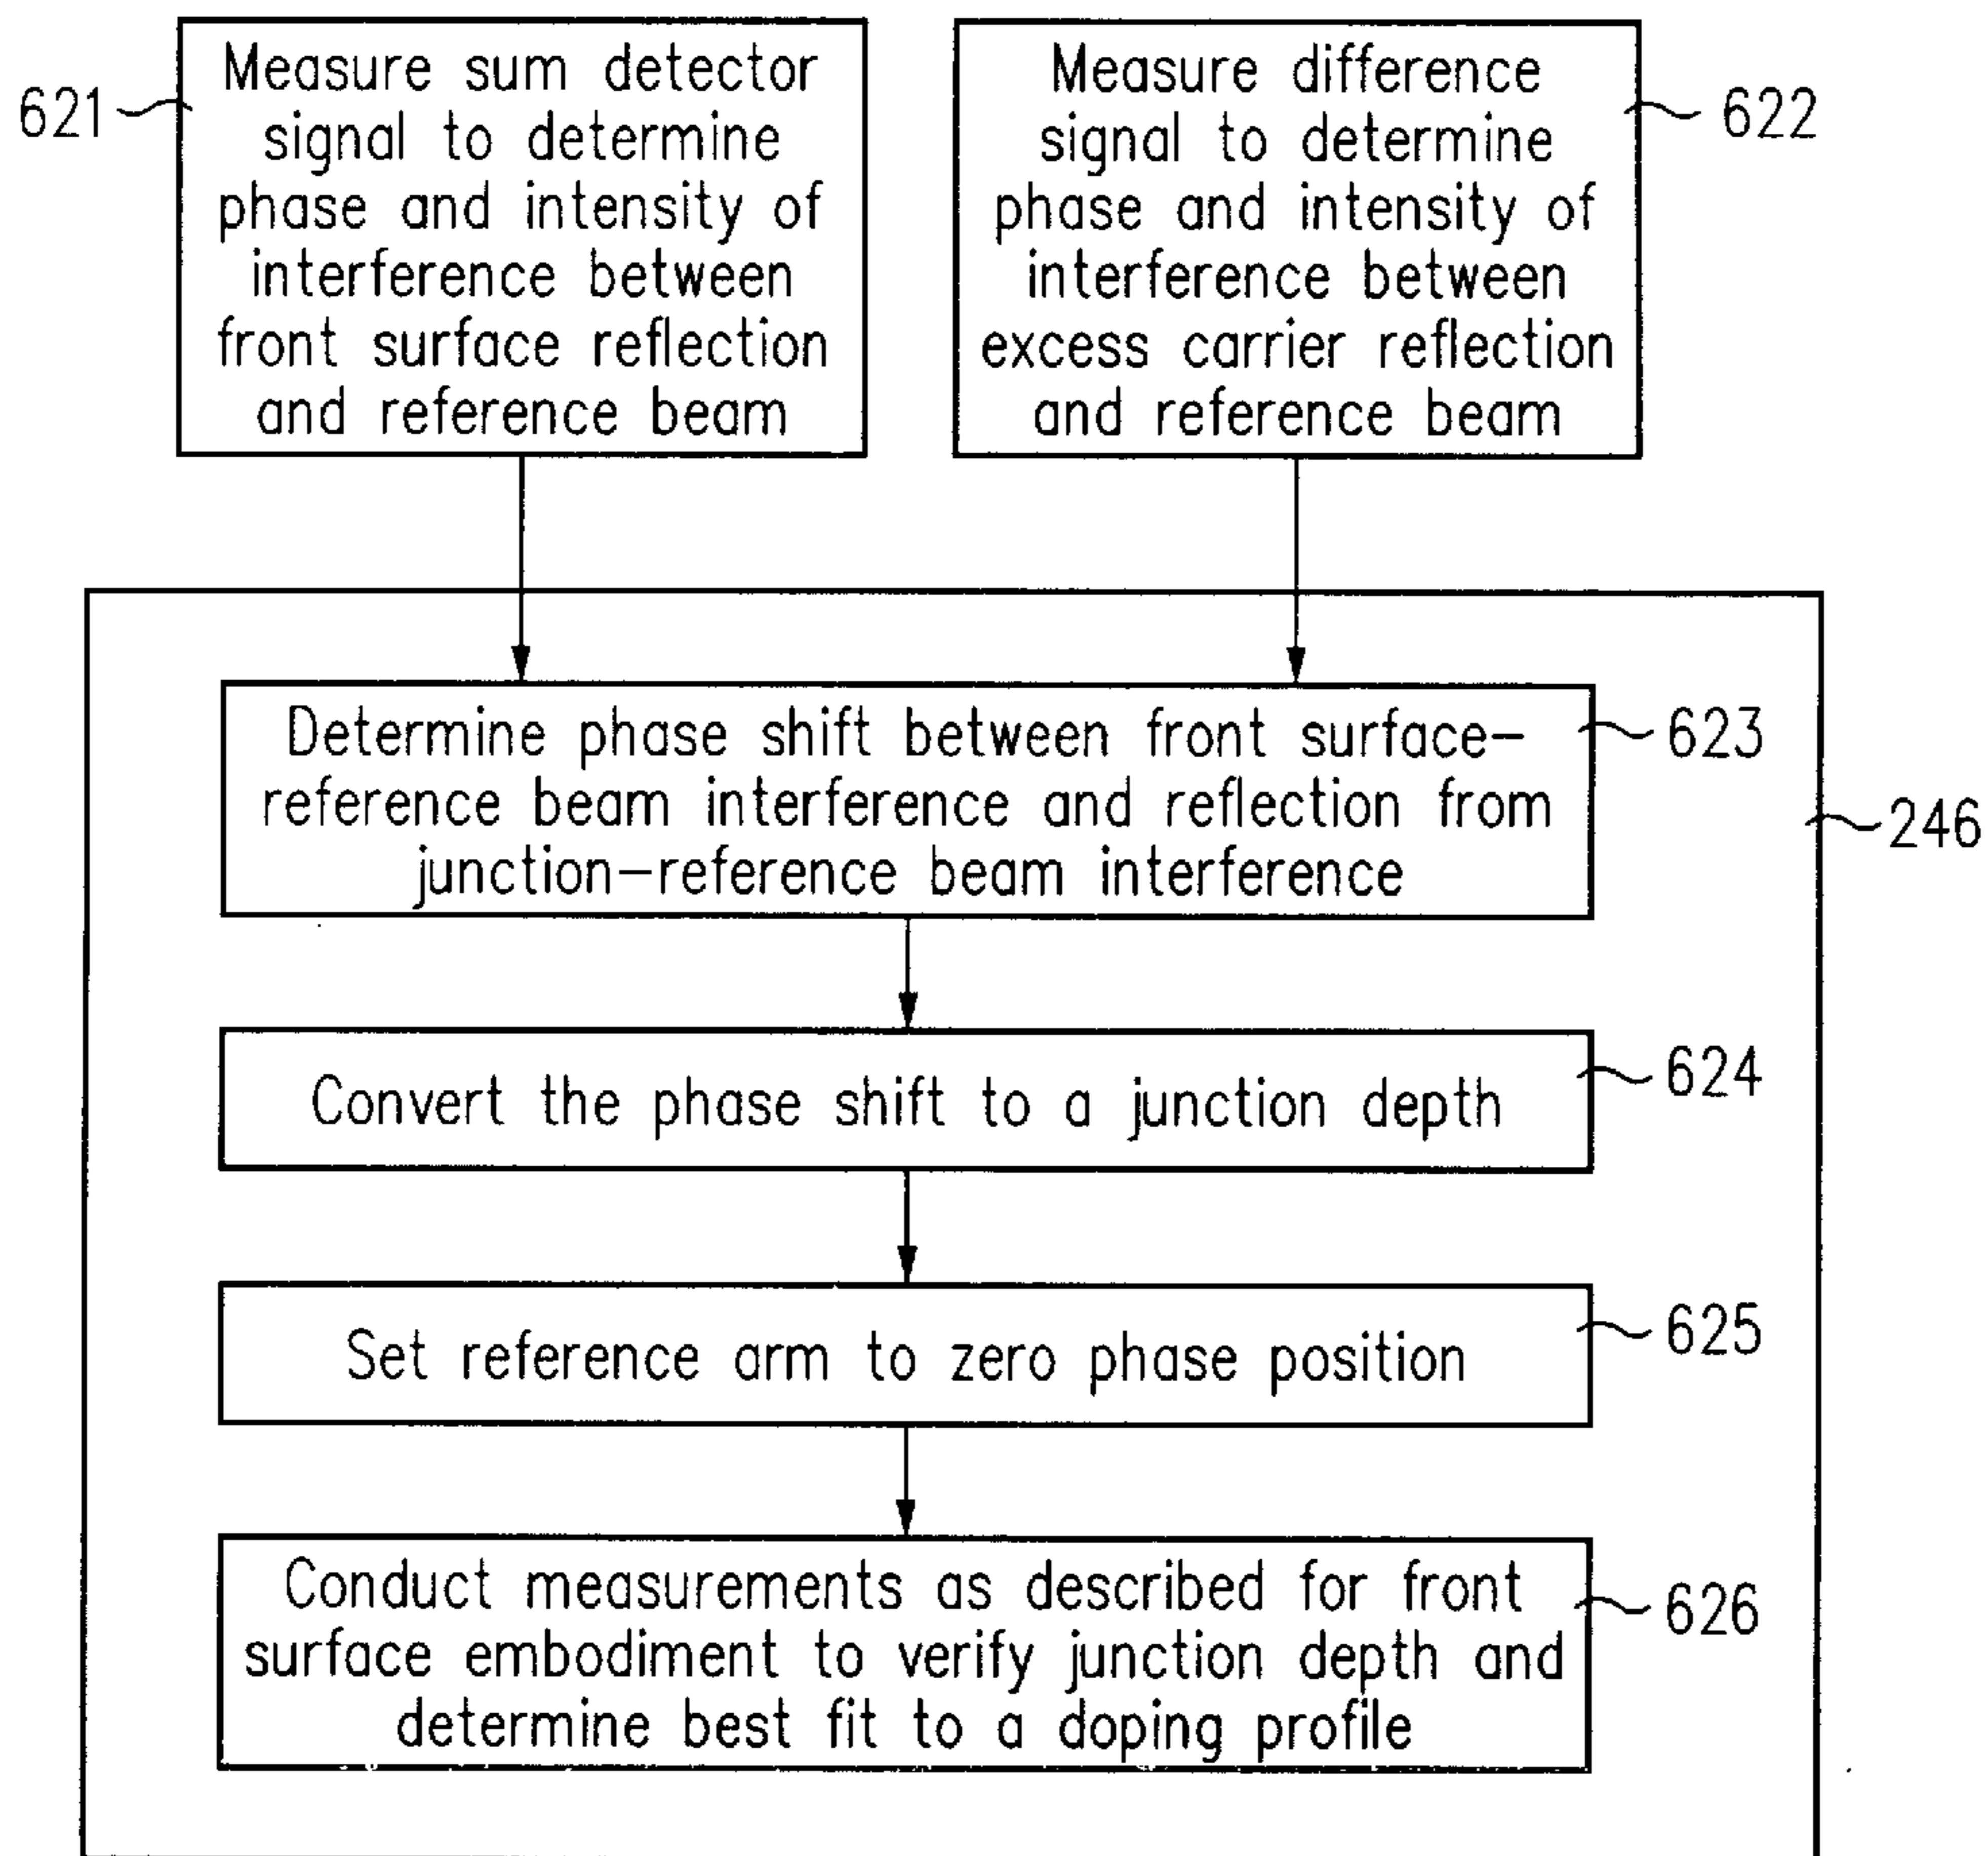 621
Measure sum detector
signal to determine
phase and intensity of
interference between
front surface reflection
and reference beam
Measure difference
signal to determine
phase and intensity of
interference between
excess carrier reflection
and reference beam
622
Determine phase shift between front surface-
reference beam interference and reflection from
junction-reference beam interference
623
246
Convert the phase shift to a junction depth
624
Set reference arm to zero phase position
625
Conduct measurements as described for front
surface embodiment to verify junction depth and
determine best fit to a doping profile
626